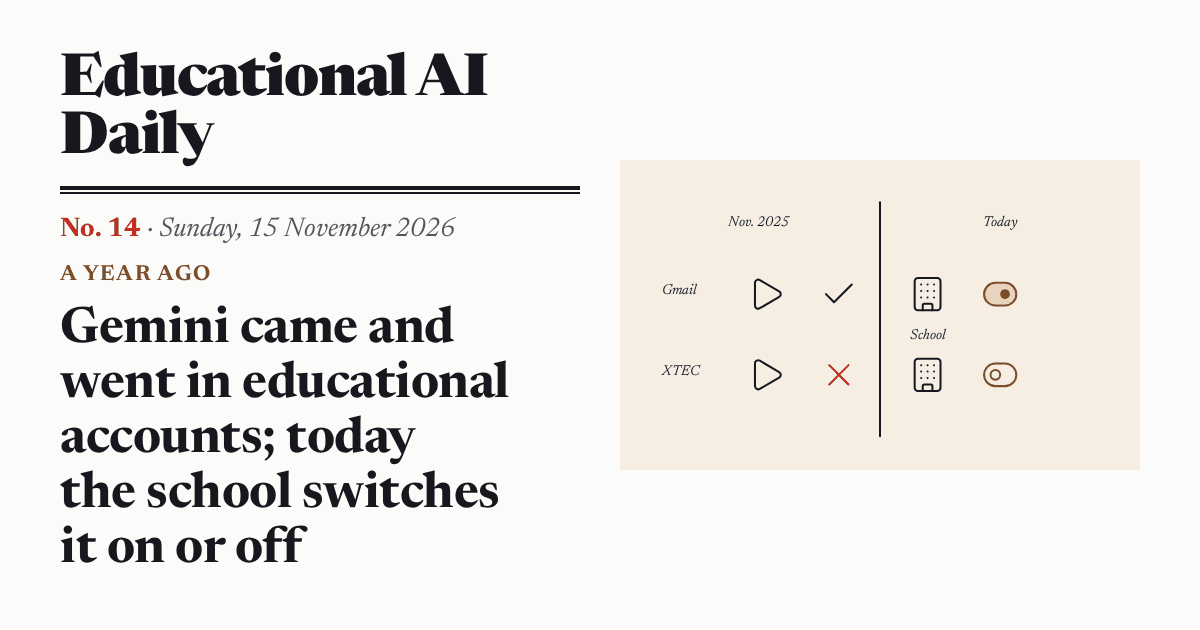 Educational AI
Daily
No. 14 · Sunday, 15 November 2026
A YEAR AGO
Gemini came and
went in educational
accounts; today
the school switches
it on or off
Nov. 2025
Today
Gmail
School
XTEC